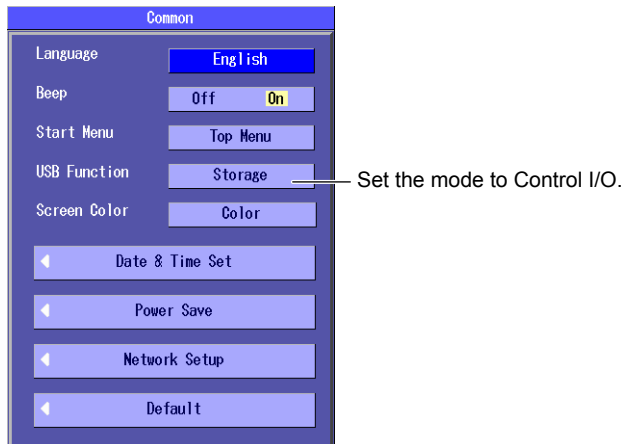 Common
Language English
Beep Off On
Start Menu Top Menu
USB Function Storage
Set the mode to Control I/O.
Screen Color Color
Date & Time Set
Power Save
Network Setup
Default